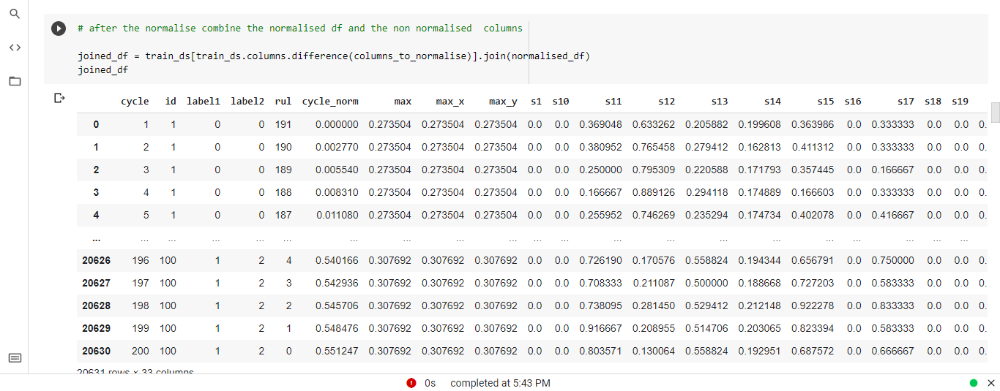 # after the normalise combine the normalised df and the non normalised  columns
joined_df = train_ds[train_ds.columns.difference(columns_to_normalise)].join(normalised_df)
joined_df
cycle id label1 label2 rul cycle_norm max max_x max_y s1 s10 s11 s12 s13 s14 s15 s16 s17 s18 s19
0 1 1 0 0 191 0.000000 0.273504 0.273504 0.273504 0.0 0.0 0.369048 0.633262 0.205882 0.199608 0.363986 0.0 0.333333 0.0 0.0 0.
1 2 1 0 0 190 0.002770 0.273504 0.273504 0.273504 0.0 0.0 0.380952 0.765458 0.279412 0.162813 0.411312 0.0 0.333333 0.0 0.0 0.
2 3 1 0 0 189 0.005540 0.273504 0.273504 0.273504 0.0 0.0 0.250000 0.795309 0.220588 0.171793 0.357445 0.0 0.166667 0.0 0.0 0.
3 4 1 0 0 188 0.008310 0.273504 0.273504 0.273504 0.0 0.0 0.166667 0.889126 0.294118 0.174889 0.166603 0.0 0.333333 0.0 0.0 0.
4 5 1 0 0 187 0.011080 0.273504 0.273504 0.273504 0.0 0.0 0.255952 0.746269 0.235294 0.174734 0.402078 0.0 0.416667 0.0 0.0 0.
... ... ... ... ... ... ... ... ... ... ... ... ... ... ... ... ... ... ... ... ...
20626 196 100 1 2 4 0.540166 0.307692 0.307692 0.307692 0.0 0.0 0.726190 0.170576 0.558824 0.194344 0.656791 0.0 0.750000 0.0 0.0 0.
20627 197 100 1 2 3 0.542936 0.307692 0.307692 0.307692 0.0 0.0 0.708333 0.211087 0.500000 0.188668 0.727203 0.0 0.583333 0.0 0.0 0.
20628 198 100 1 2 2 0.545706 0.307692 0.307692 0.307692 0.0 0.0 0.738095 0.281450 0.529412 0.212148 0.922278 0.0 0.833333 0.0 0.0 0.
20629 199 100 1 2 1 0.548476 0.307692 0.307692 0.307692 0.0 0.0 0.916667 0.208955 0.514706 0.203065 0.823394 0.0 0.583333 0.0 0.0 0.
20630 200 100 1 2 0 0.551247 0.307692 0.307692 0.307692 0.0 0.0 0.803571 0.130064 0.558824 0.192951 0.687572 0.0 0.666667 0.0 0.0 0.
20631 rows × 33 columns
0s completed at 5:43 PM